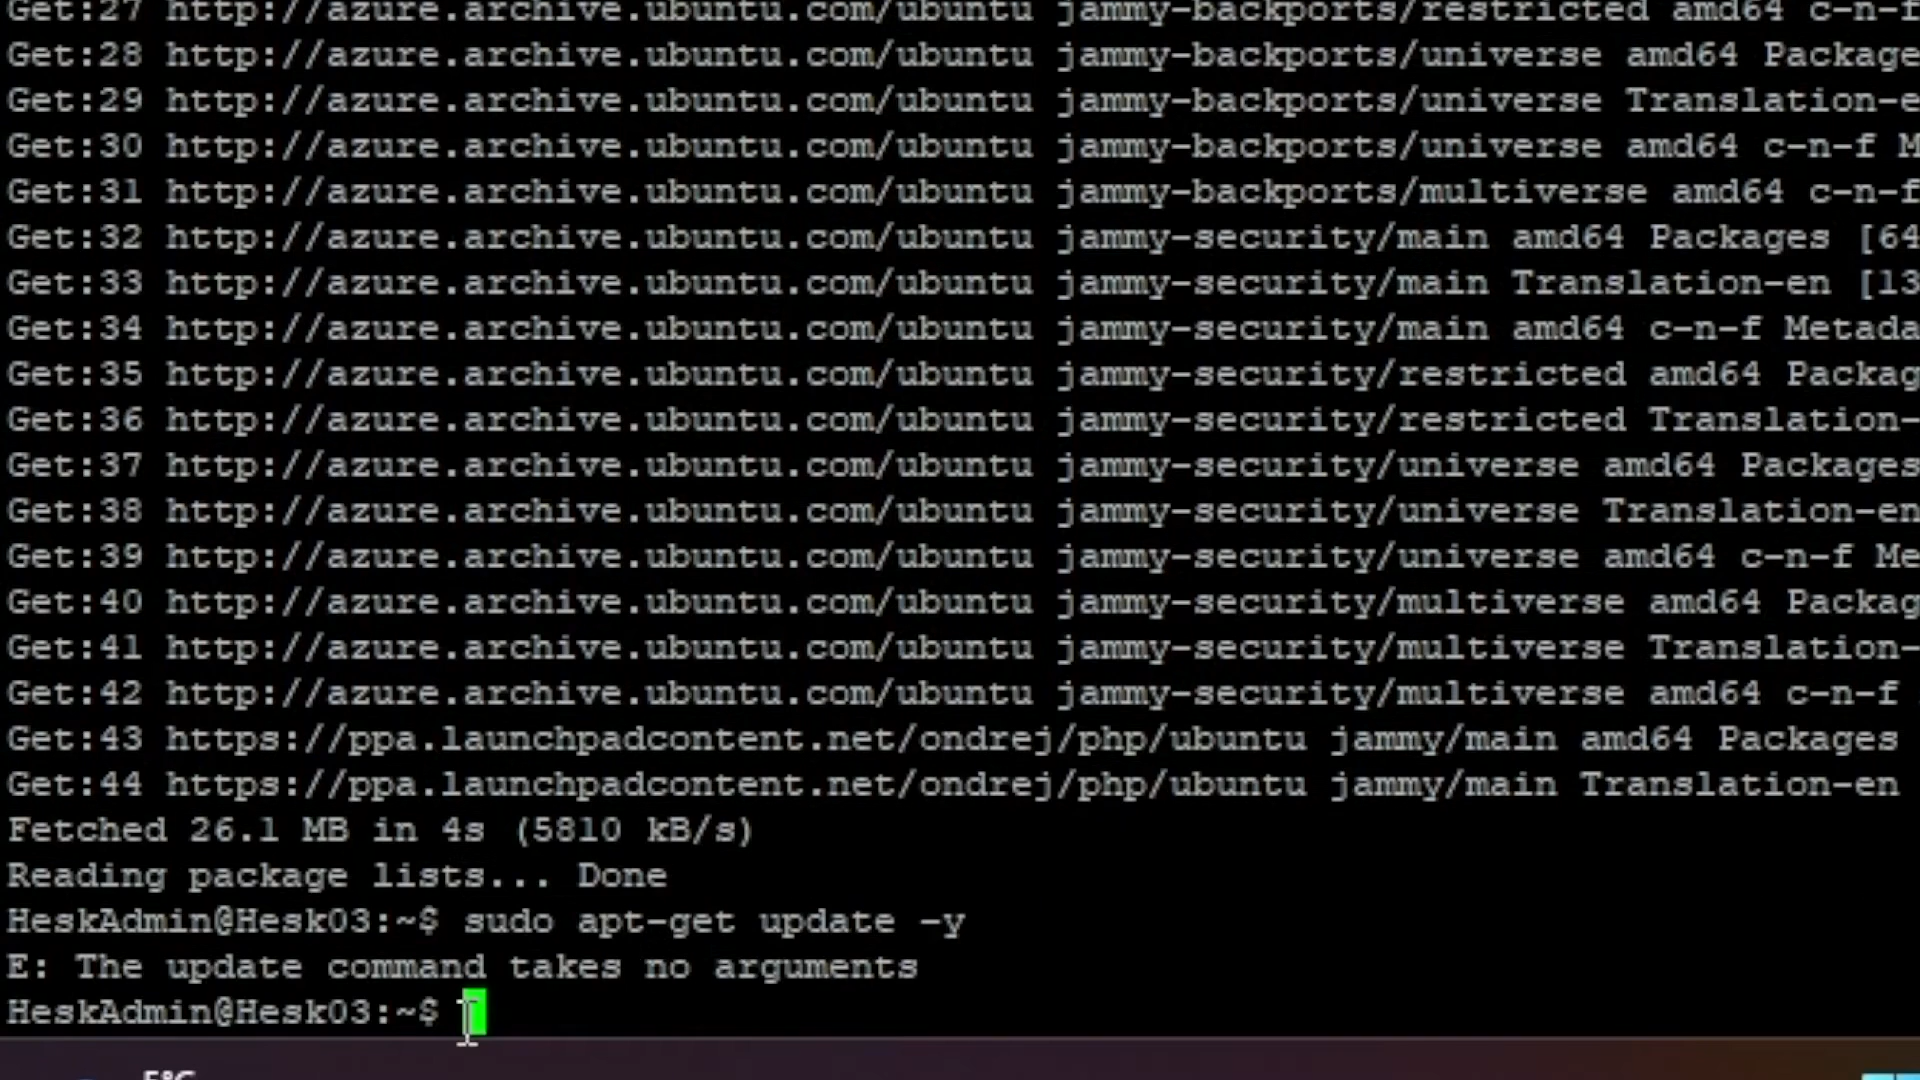 Get:27 http://azure.archive.ubuntu.com/ubuntu jammy-backports/restricted amd64 c-n-f
Get:28 http://azure.archive.ubuntu.com/ubuntu jammy-backports/universe amd64 Package
Get:29 http://azure.archive.ubuntu.com/ubuntu jammy-backports/universe Translation-e
Get:30 http://azure.archive.ubuntu.com/ubuntu jammy-backports/universe amd64 c-n-f M
Get:31 http://azure.archive.ubuntu.com/ubuntu jammy-backports/multiverse amd64 c-n-f
Get:32 http://azure.archive.ubuntu.com/ubuntu jammy-security/main amd64 Packages [64
Get:33 http://azure.archive.ubuntu.com/ubuntu jammy-security/main Translation-en [13
Get:34 http://azure.archive.ubuntu.com/ubuntu jammy-security/main amd64 c-n-f Metada
Get:35 http://azure.archive.ubuntu.com/ubuntu jammy-security/restricted amd64 Packag
Get:36 http://azure.archive.ubuntu.com/ubuntu jammy-security/restricted Translation-
Get:37 http://azure.archive.ubuntu.com/ubuntu jammy-security/universe amd64 Packages
Get:38 http://azure.archive.ubuntu.com/ubuntu jammy-security/universe Translation-en
Get:39 http://azure.archive.ubuntu.com/ubuntu jammy-security/universe amd64 c-n-f Me
Get:40 http://azure.archive.ubuntu.com/ubuntu jammy-security/multiverse amd64 Packag
Get:41 http://azure.archive.ubuntu.com/ubuntu jammy-security/multiverse Translation-
Get:42 http://azure.archive.ubuntu.com/ubuntu jammy-security/multiverse amd64 c-n-f
Get:43 https://ppa.launchpadcontent.net/ondrej/php/ubuntu jammy/main amd64 Packages
Get:44 https://ppa.launchpadcontent.net/ondrej/php/ubuntu jammy/main Translation-en
Fetched 26.1 MB in 4s (5810 kB/s)
Reading package lists... Done
HeskAdmin@Hesk03:~$ sudo apt-get update -y
E: The update command takes no arguments
HeskAdmin@Hesk03:~$
5°C